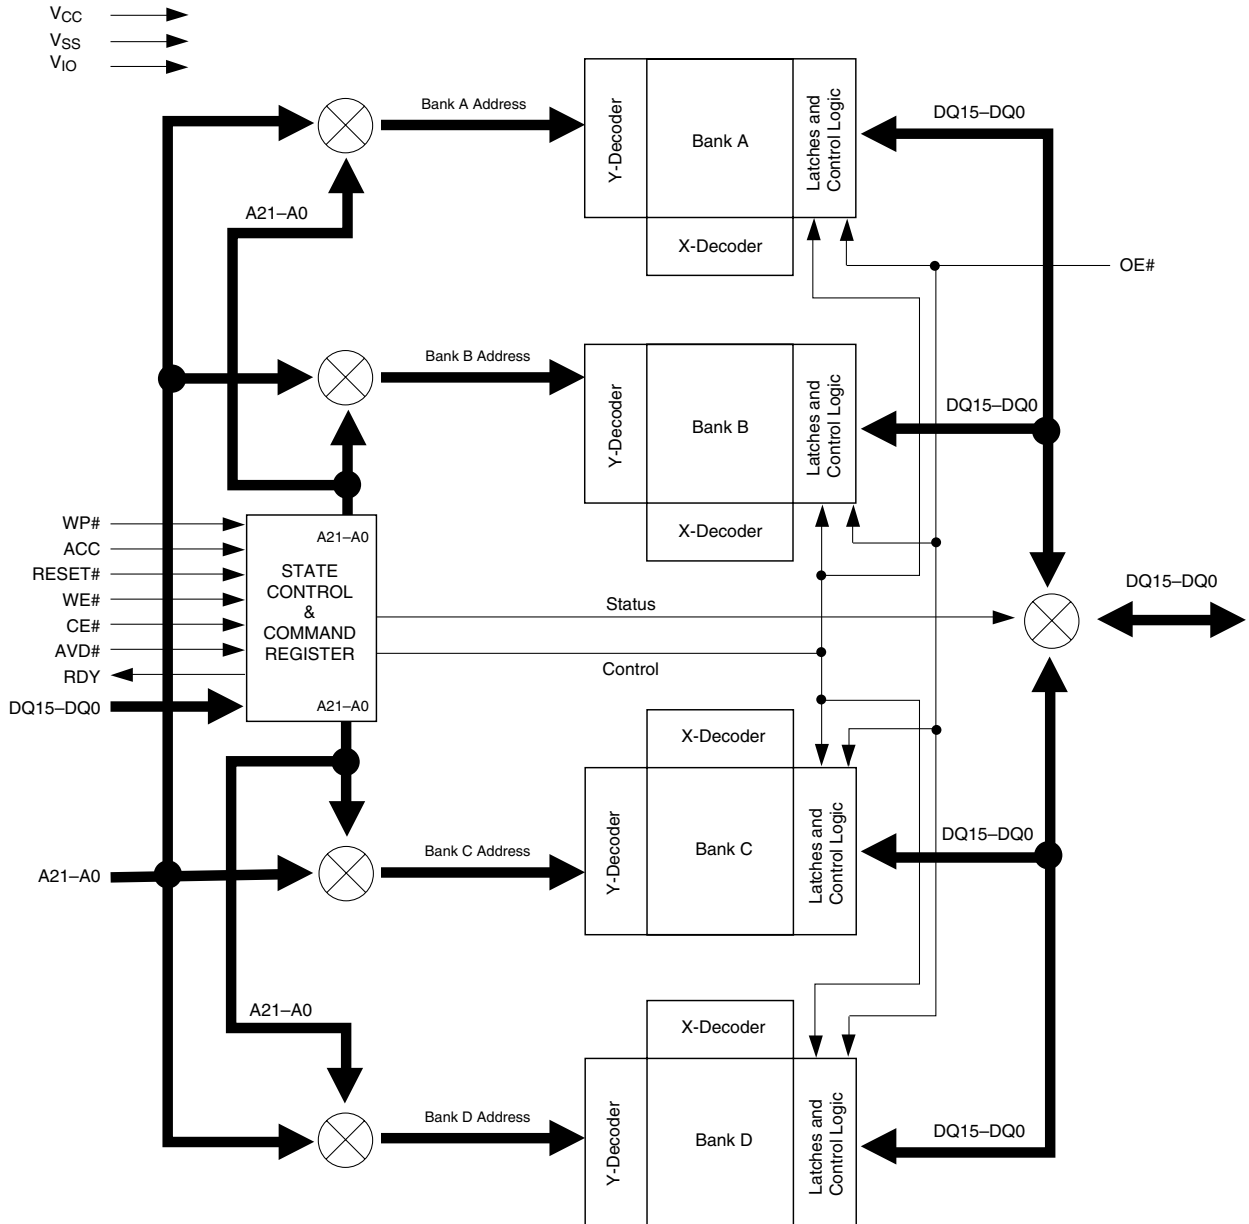 VCC
VSS
VIO
Bank A Address
Y-Decoder
Bank A
Latches and
Control Logic
DQ15–DQ0
A21–A0
X-Decoder
OE#
Bank B Address
Y-Decoder
Bank B
Latches and
Control Logic
DQ15–DQ0
X-Decoder
WP#
ACC
RESET#
WE#
CE#
AVD#
RDY
DQ15–DQ0
A21–A0
STATE
CONTROL
&
COMMAND
REGISTER
A21–A0
Status
Control
DQ15–DQ0
X-Decoder
A21–A0
Bank C Address
Y-Decoder
Bank C
Latches and
Control Logic
DQ15–DQ0
A21–A0
X-Decoder
Bank D Address
Y-Decoder
Bank D
Latches and
Control Logic
DQ15–DQ0